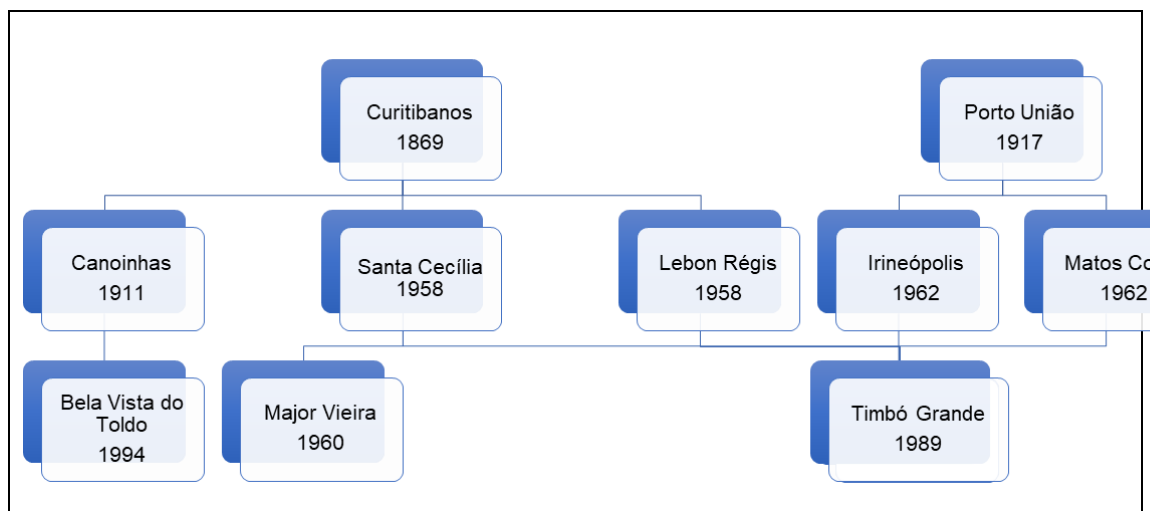 Curitibanos
1869
Porto União
1917
Canoinhas
1911
Santa Cecília
1958
Lebon Régis
1958
Irineópolis
1962
Matos
1962
Bela Vista do
Toldo
1994
Major Vieira
1960
Timbó Grande
1989